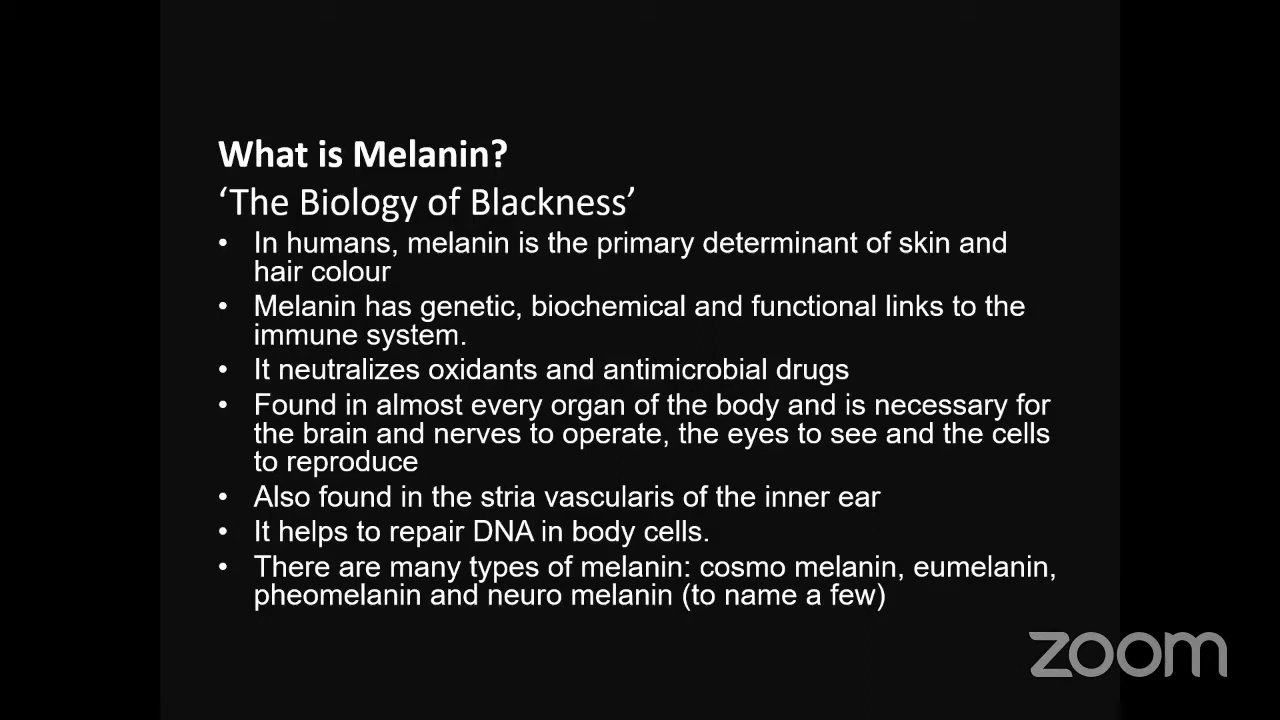 What is Melanin?
‘The Biology of Blackness’
• In humans, melanin is the primary determinant of skin and
hair colour
• Melanin has genetic, biochemical and functional links to the
immune system.
• It neutralizes oxidants and antimicrobial drugs
• Found in almost every organ of the body and is necessary for
the brain and nerves to operate, the eyes to see and the cells
to reproduce
• Also found in the stria vascularis of the inner ear
• It helps to repair DNA in body cells.
• There are many types of melanin: cosmo melanin, eumelanin,
pheomelanin and neuro melanin (to name a few)
zoom